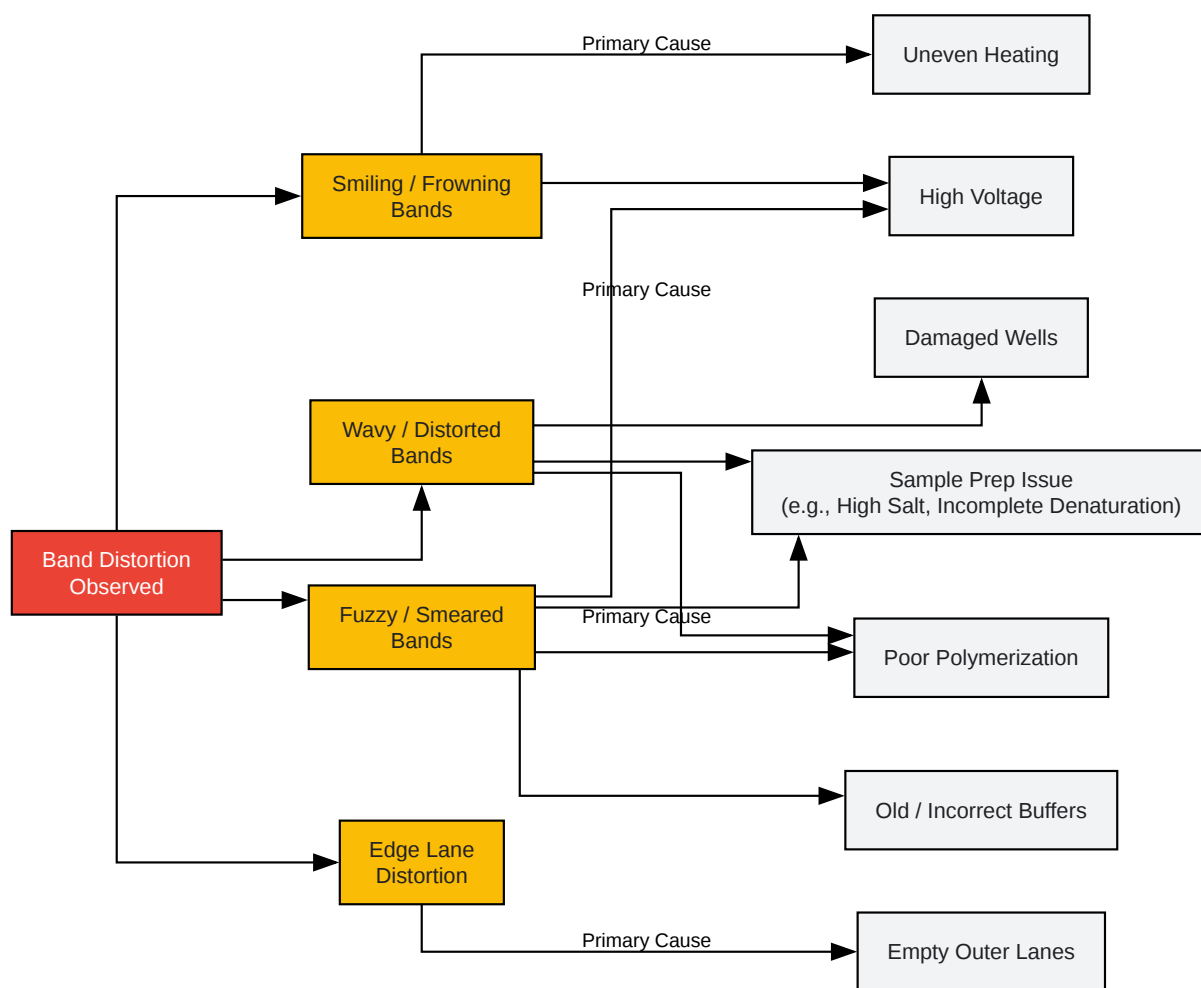 Primary Cause
Uneven Heating
Smiling / Frowning
Bands
High Voltage
Primary Cause
Damaged Wells
Wavy / Distorted
Bands
Sample Prep Issue
(e.g., High Salt, Incomplete Denaturation)
Band Distortion
Observed
Fuzzy / Smeared
Bands
Primary Cause
Poor Polymerization
Old / Incorrect Buffers
Edge Lane
Distortion
Primary Cause
Empty Outer Lanes